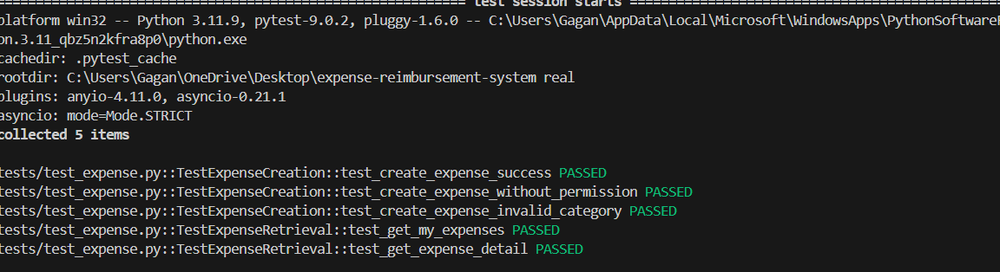 test session starts
platform win32 -- Python 3.11.9, pytest-9.0.2, pluggy-1.6.0 -- C:\Users\Gagan\AppData\Local\Microsoft\WindowsApps\PythonSoftwareF
on.3.11_qbz5n2kfra8p0\python.exe
cachedir: .pytest_cache
rootdir: C:\Users\Gagan\OneDrive\Desktop\expense-reimbursement-system real
plugins: anyio-4.11.0, asyncio-0.21.1
asyncio: mode=Mode.STRICT
collected 5 items
tests/test_expense.py::TestExpenseCreation::test_create_expense_success PASSED
tests/test_expense.py::TestExpenseCreation::test_create_expense_without_permission PASSED
tests/test_expense.py::TestExpenseCreation::test_create_expense_invalid_category PASSED
tests/test_expense.py::TestExpenseRetrieval::test_get_my_expenses PASSED
tests/test_expense.py::TestExpenseRetrieval::test_get_expense_detail PASSED